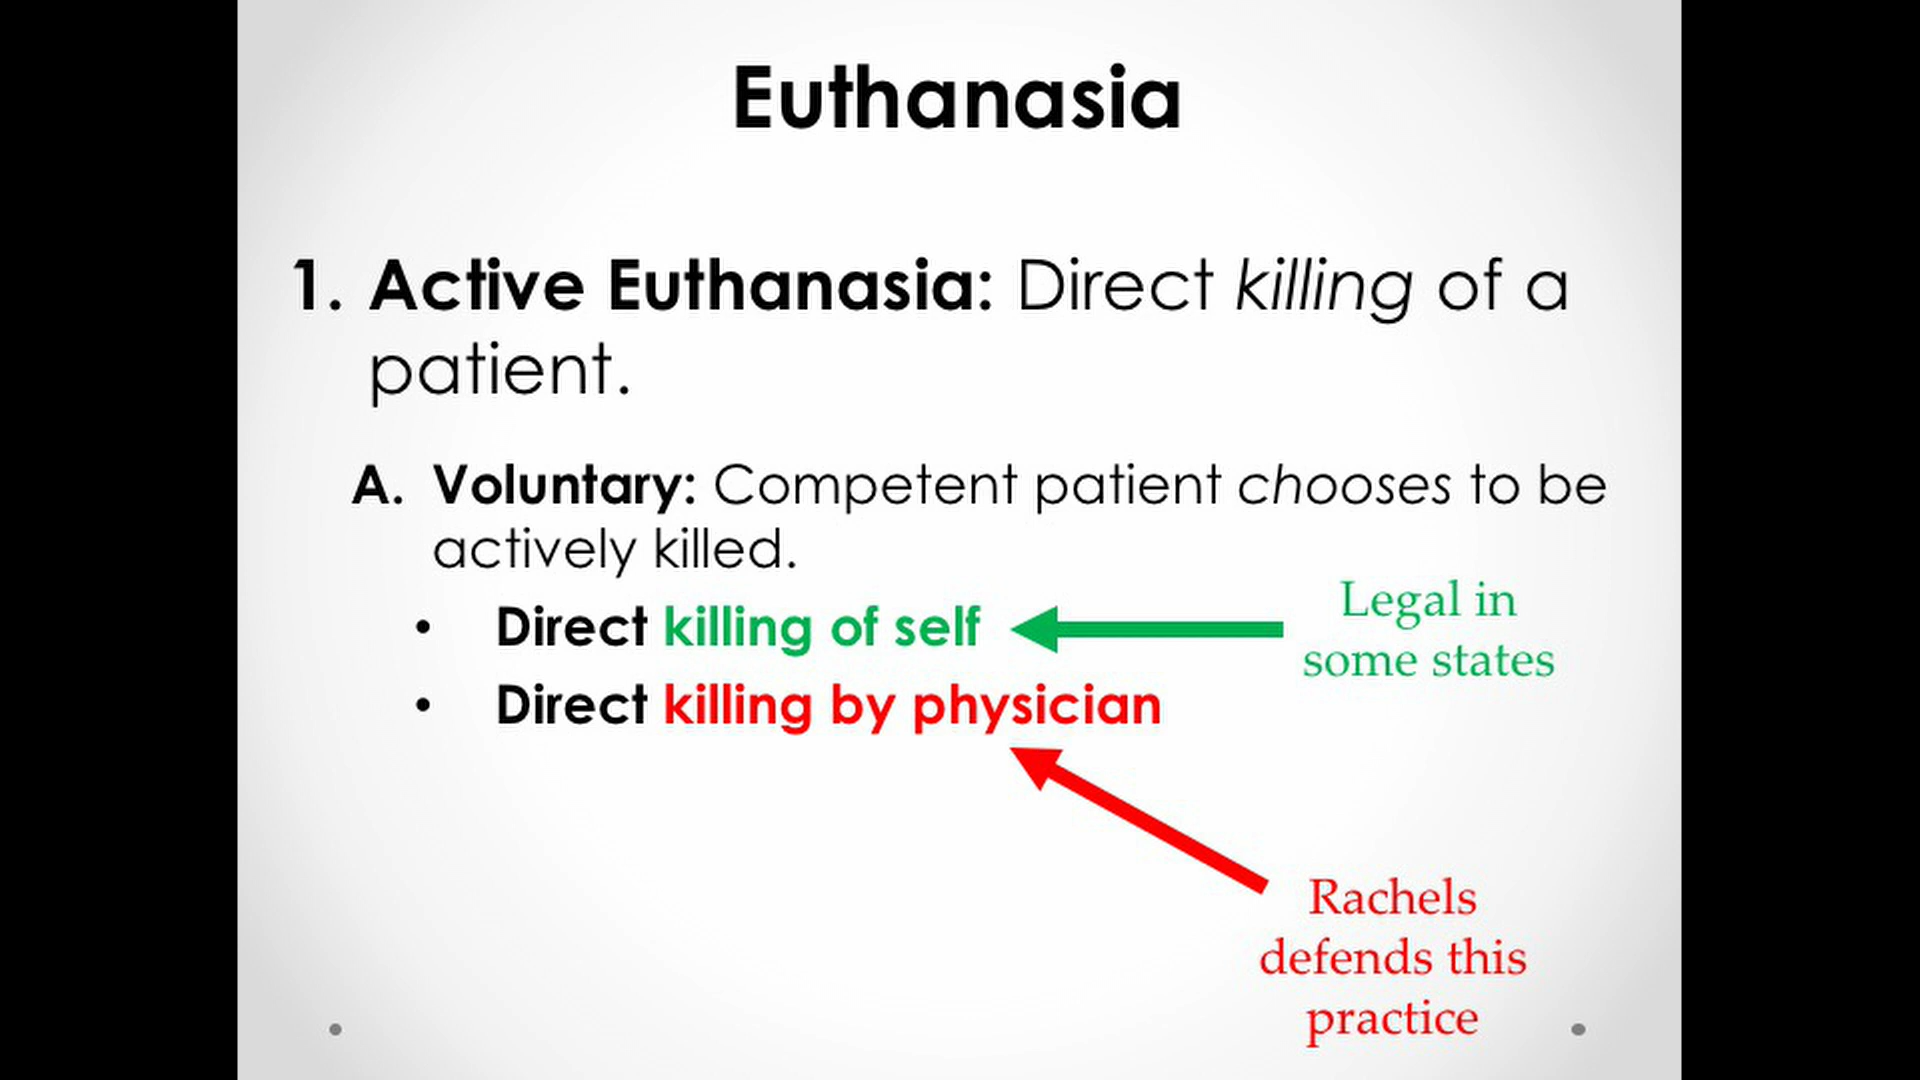 Euthanasia
1. Active Euthanasia: Direct killing of a
patient.
A. Voluntary: Competent patient chooses to be
actively killed.
• Direct killing of self
Legal in
some states
• Direct killing by physician
Rachels
defends this
practice